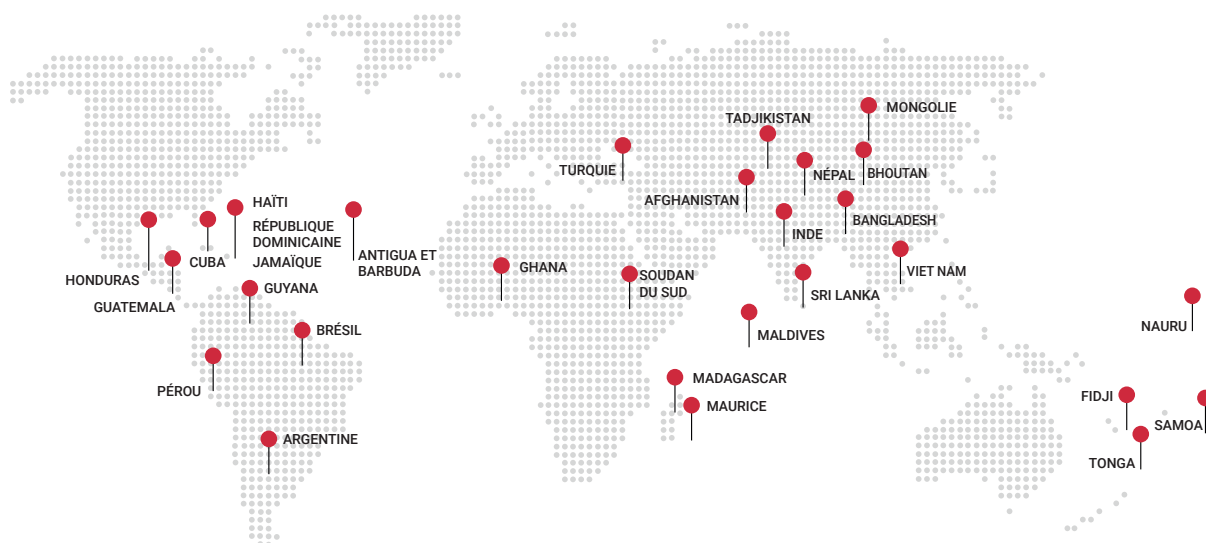 MONGOLIE
TADJIKISTAN
TURQUIE
NÉPAL
BHOUTAN
AFGHANISTAN
BANGLADESH
INDE
HAÏTI
RÉPUBLIQUE
DOMINICAINE
JAMAÏQUE
ANTIGUA ET
BARBUDA
CUBA
HONDURAS
GUATEMALA
GUYANA
GHANA
SOUDAN
DU SUD
VIET NAM
SRI LANKA
BRÉSIL
MALDIVES
NAURU
PÉROU
MADAGASCAR
MAURICE
FIDJI
SAMOA
ARGENTINE
TONGA